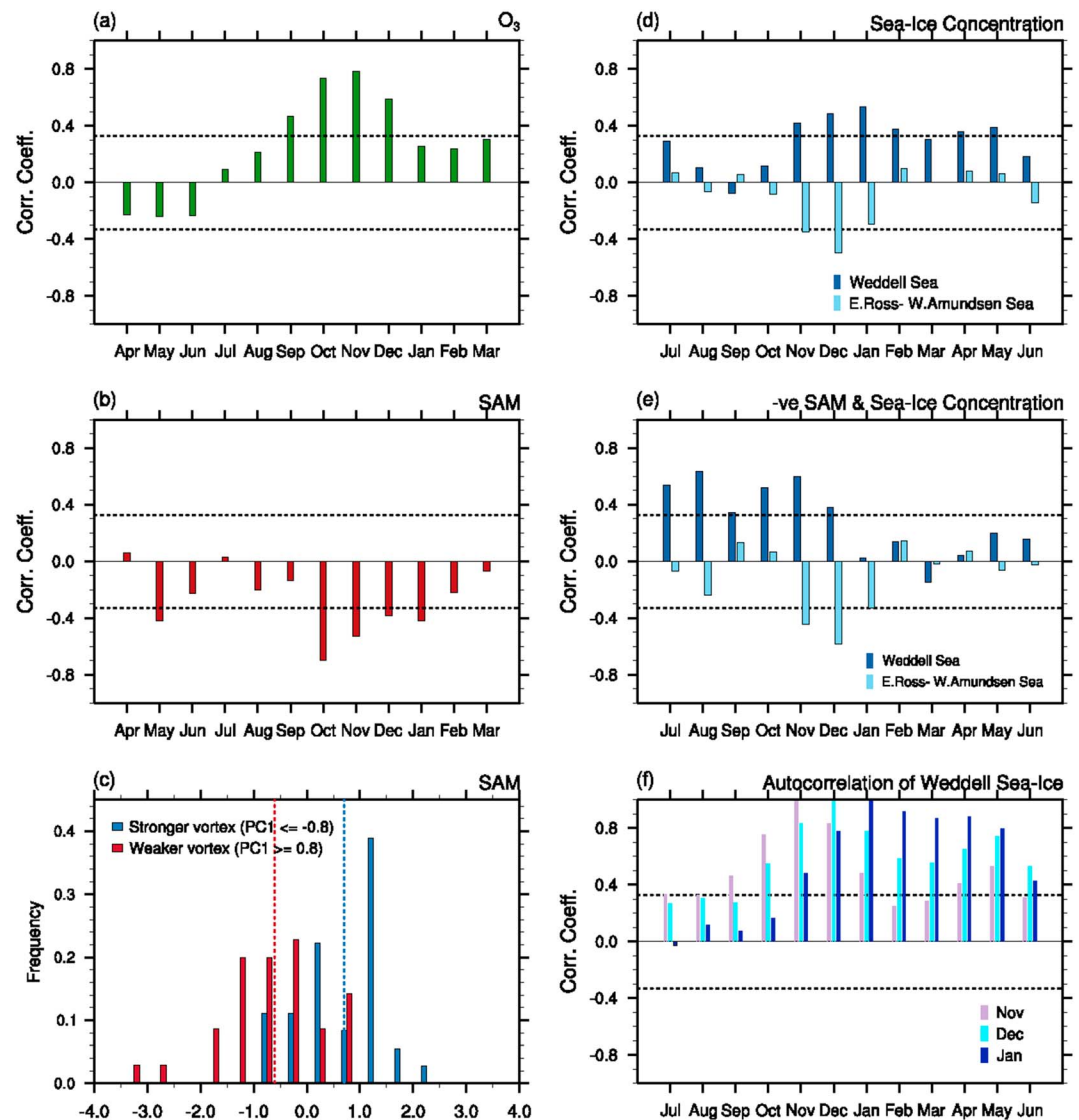 (a)
O3
Corr. Coeff.
0.8
0.4
0.0
-0.4
-0.8
Apr May Jun Jul Aug Sep Oct Nov Dec Jan Feb Mar
(b)
SAM
Corr. Coeff.
0.8
0.4
0.0
-0.4
-0.8
Apr May Jun Jul Aug Sep Oct Nov Dec Jan Feb Mar
(c)
SAM
Frequency
0.4
0.3
0.2
0.1
0.0
Stronger vortex (PC1 <= -0.8)
Weaker vortex (PC1 >= 0.8)
-4.0 -3.0 -2.0 -1.0 0.0 1.0 2.0 3.0 4.0
(d)
Sea-Ice Concentration
Corr. Coeff.
0.8
0.4
0.0
-0.4
-0.8
Weddell Sea
E.Ross- W.Amundsen Sea
Jul Aug Sep Oct Nov Dec Jan Feb Mar Apr May Jun
(e)
-ve SAM & Sea-Ice Concentration
Corr. Coeff.
0.8
0.4
0.0
-0.4
-0.8
Weddell Sea
E.Ross- W.Amundsen Sea
Jul Aug Sep Oct Nov Dec Jan Feb Mar Apr May Jun
(f)
Autocorrelation of Weddell Sea-Ice
Corr. Coeff.
0.8
0.4
0.0
-0.4
-0.8
Nov
Dec
Jan
Jul Aug Sep Oct Nov Dec Jan Feb Mar Apr May Jun